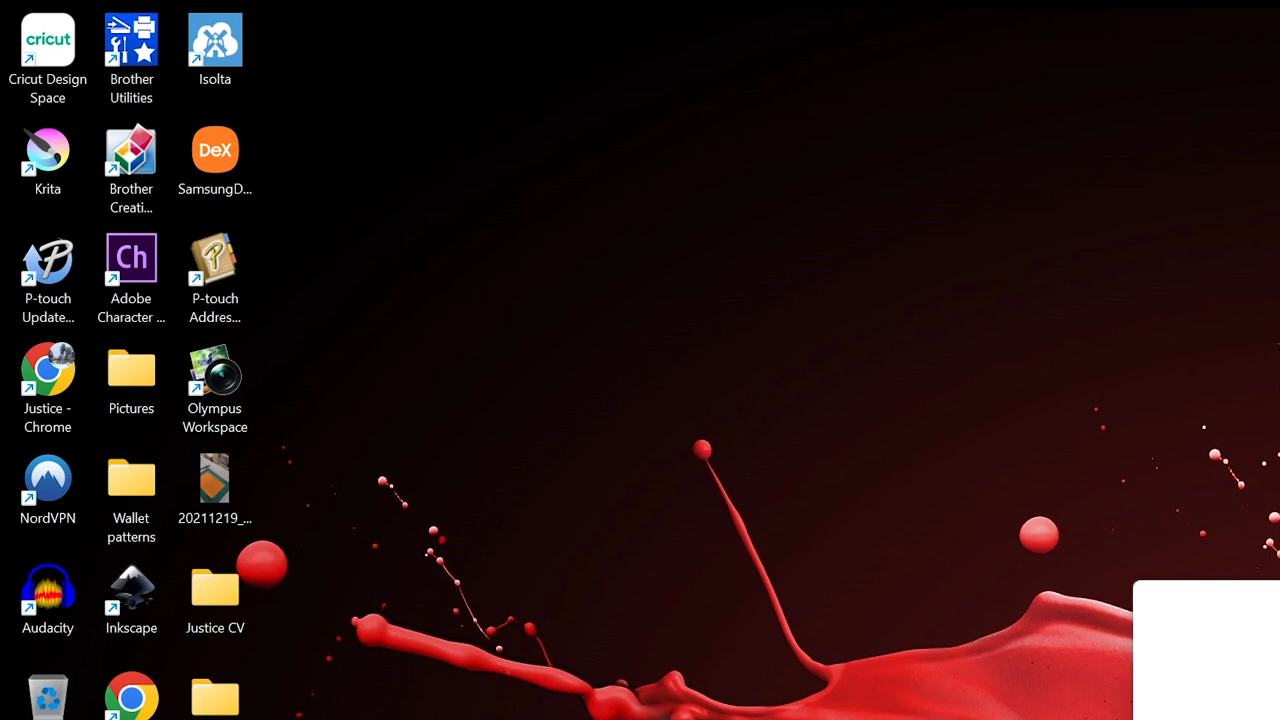 cricut
Cricut Design
Space
Brother
Utilities
Isolta
Krita
Brother
Creati...
DeX
SamsungD...
P-touch
Update...
Ch
Adobe
Character ...
P-touch
Addres...
Justice -
Chrome
Pictures
Olympus
Workspace
NordVPN
Wallet
patterns
20211219_...
Audacity
Inkscape
Justice CV